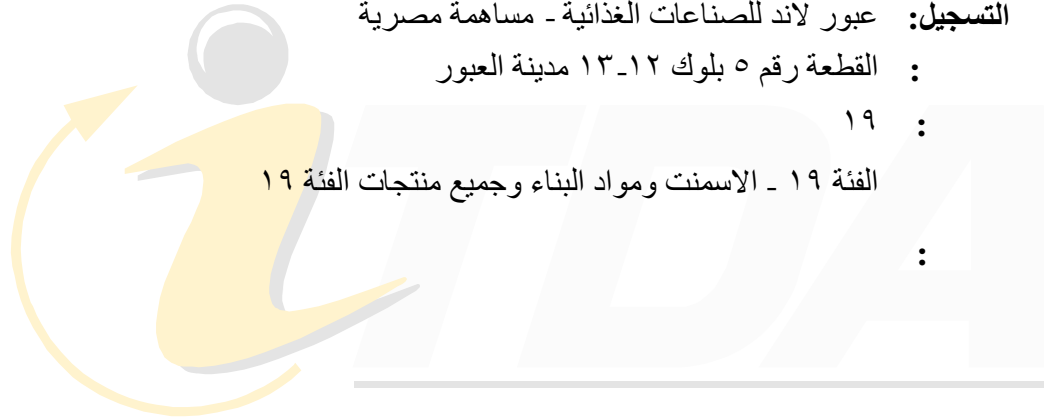 التسجيل: عبور لاند للصناعات الغذائية - مساهمة مصرية
: القطعة رقم ٥ بلوك ١٢-١٣ مدينة العبور
: ١٩
الفئة ١٩ - الاسمنت ومواد البناء وجميع منتجات الفئة ١٩
:
iTDA